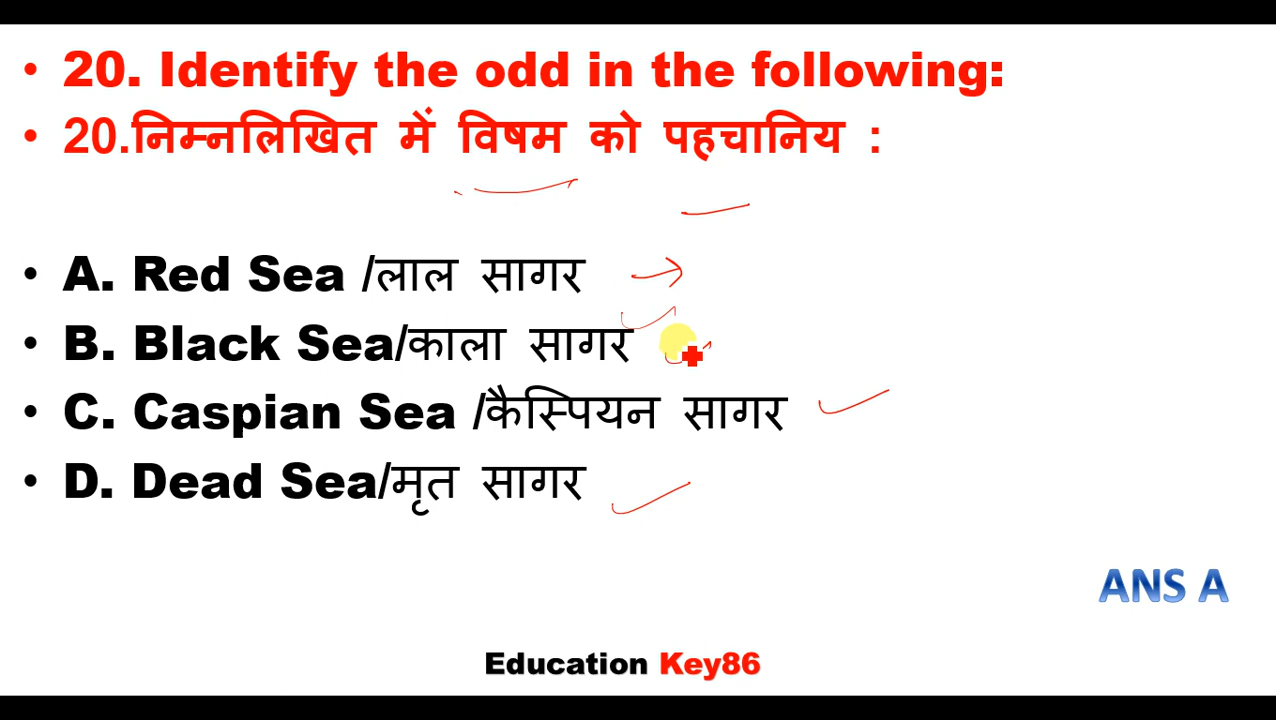 • 20. Identify the odd in the following:
• 20.निम्नलिखित में विषम को पहचानिय :
• A. Red Sea /लाल सागर
• B. Black Sea/काला सागर
• C. Caspian Sea /कैस्पियन सागर
• D. Dead Sea/मृत सागर
ANS A
Education Key86